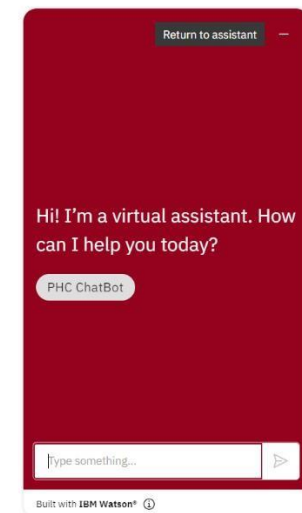 Return to assistant
Hi! I'm a virtual assistant. How
can I help you today?
PHC ChatBot
Type something...
Built with IBM Watson®